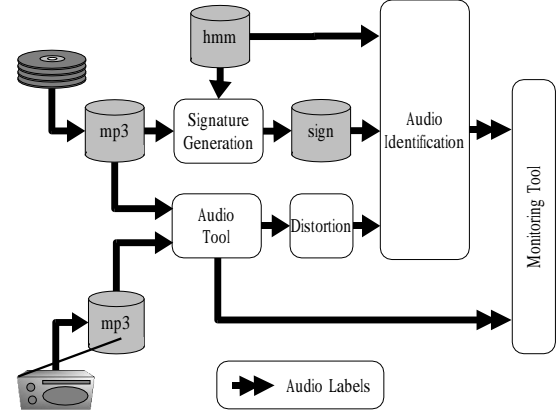 hmm
mp3
Signature
Generation
sign
Audio
Identification
Monitoring Tool
Audio
Tool
Distortion
mp3
Audio Labels